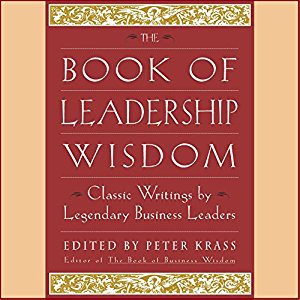 THE
BOOK OF
LEADERSHIP
WISDOM
Classic Writings by
Legendary Business Leaders
EDITED BY PETER KRASS
Editor of The Book of Business Wisdom